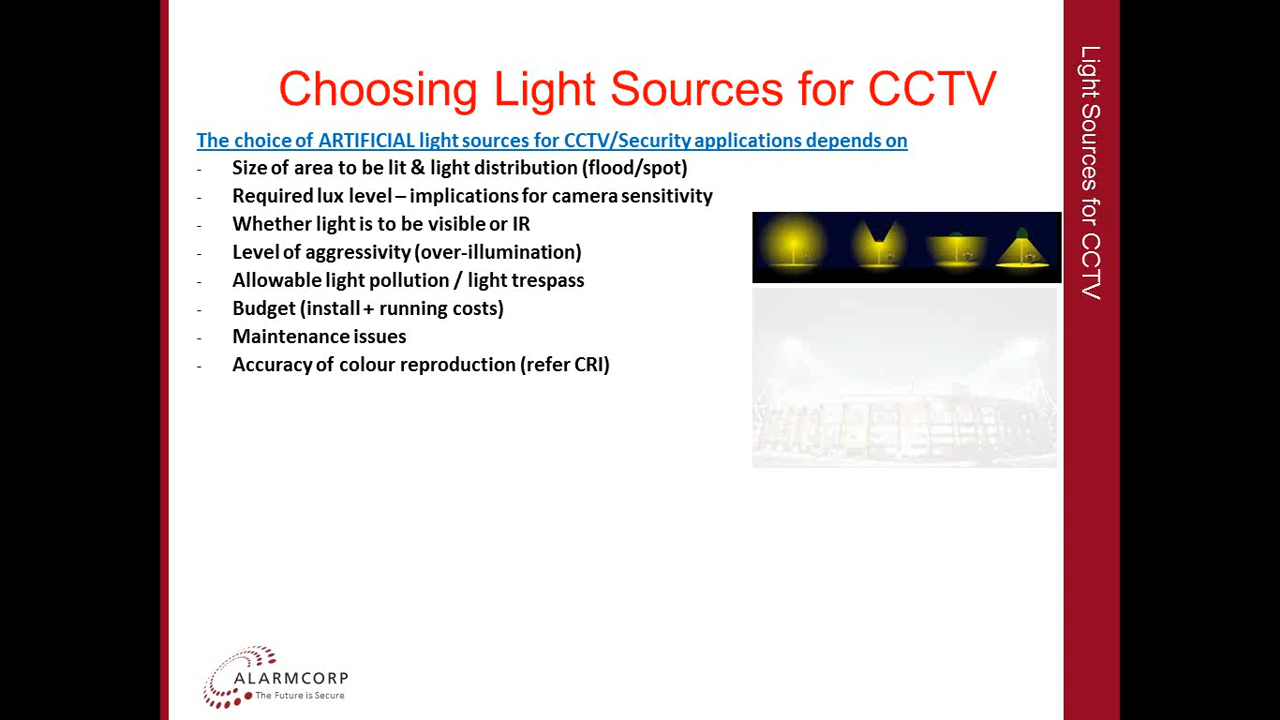 Choosing Light Sources for CCTV
The choice of ARTIFICIAL light sources for CCTV/Security applications depends on
- Size of area to be lit & light distribution (flood/spot)
- Required lux level – implications for camera sensitivity
- Whether light is to be visible or IR
- Level of aggressivity (over-illumination)
- Allowable light pollution / light trespass
- Budget (install + running costs)
- Maintenance issues
- Accuracy of colour reproduction (refer CRI)
Light Sources for CCTV
ALARMCORP
The Future is Secure